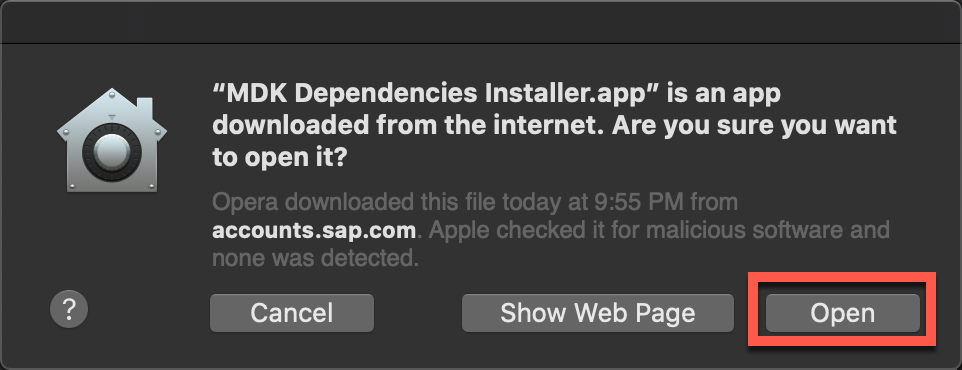 “MDK Dependencies Installer.app” is an app
downloaded from the internet. Are you sure you want
to open it?
Opera downloaded this file today at 9:55 PM from
accounts.sap.com. Apple checked it for malicious software and
none was detected.
?
Cancel
Show Web Page
Open